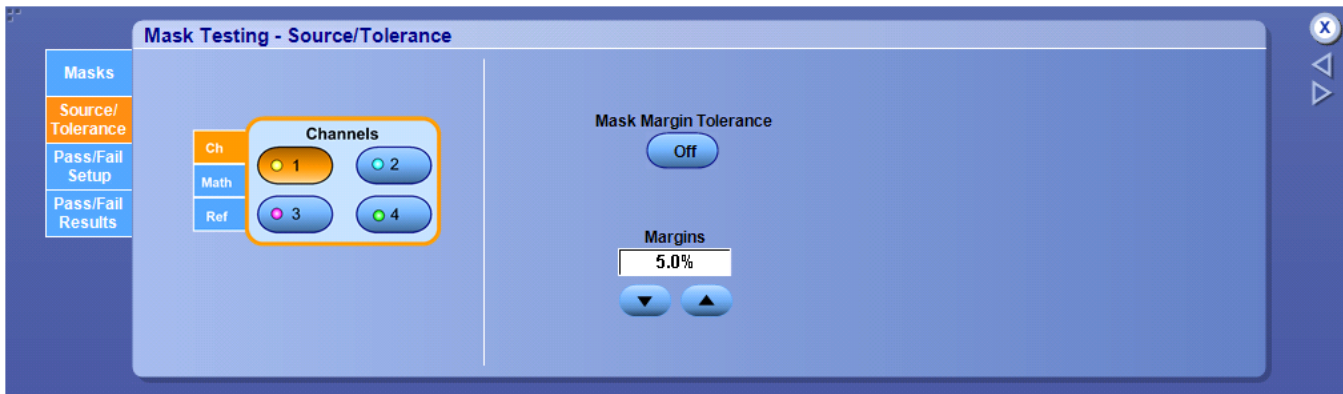 Mask Testing - Source/Tolerance
X
Masks
Source/
Tolerance
Pass/Fail
Setup
Pass/Fail
Results
Ch
Math
Ref
Channels
1
2
3
4
Mask Margin Tolerance
Off
Margins
5.0%